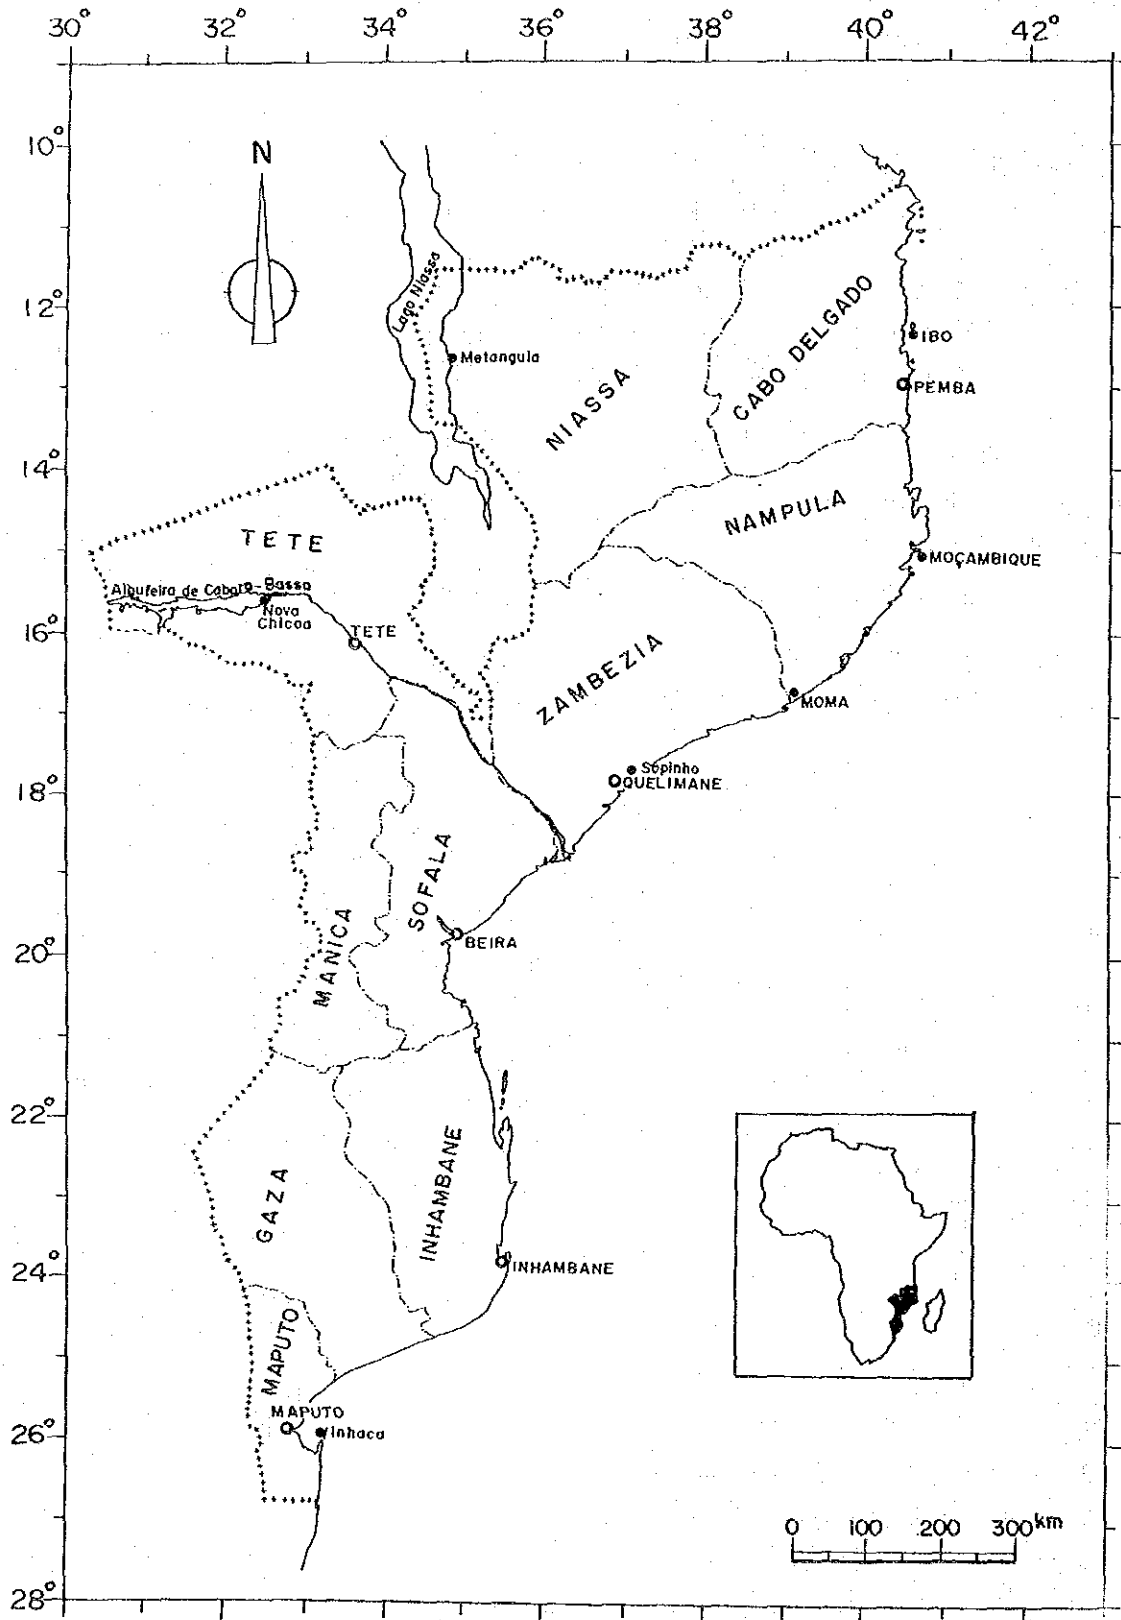 30° 32° 34° 36° 38° 40° 42°
10°
N
12°
Lago Niassa
Metangula
IBO
PEMBA
CABO DELGADO
NIASSA
14°
NAMPULA
TETE
MOÇAMBIQUE
Albufeira de Cabora-Bassa
Nova
Chicoa
16°
TETE
ZAMBEZIA
MOMA
Sopinho
QUELIMANE
18°
SOFALA
MANICA
BEIRA
20°
22°
INHAMBANE
GAZA
24°
INHAMBANE
MAPUTO
MAPUTO
26°
Inhaca
0 100 200 300 km
28°